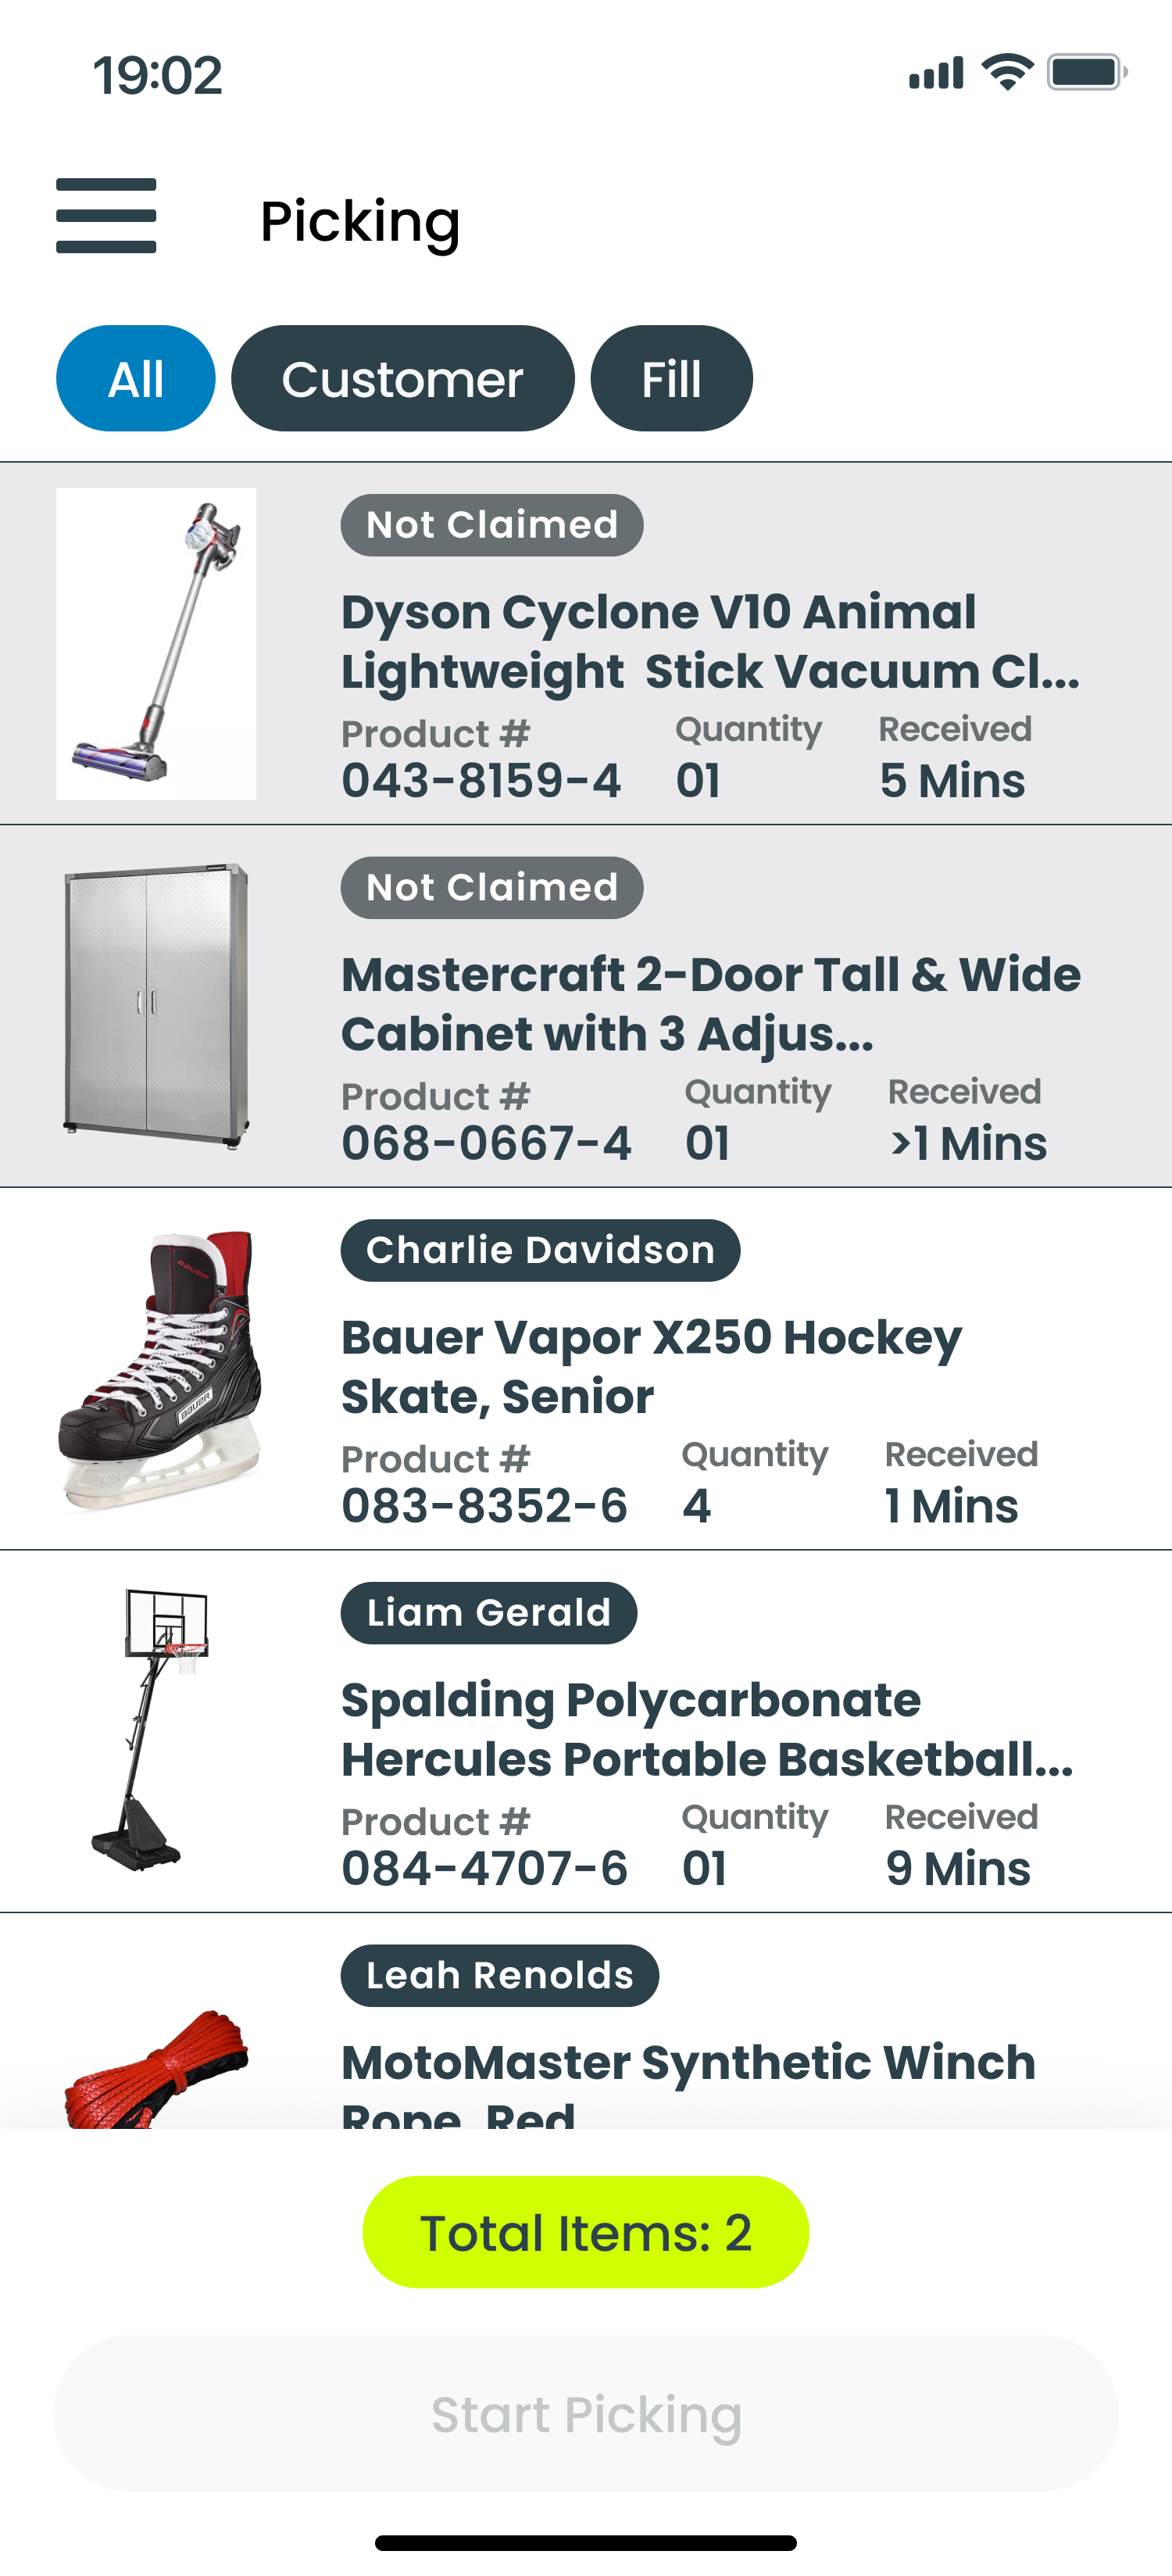 19:02
Picking
All
Customer
Fill
Not Claimed
Dyson Cyclone V10 Animal
Lightweight Stick Vacuum Cl...
Product # Quantity Received
043-8159-4 01 5 Mins
Not Claimed
Mastercraft 2-Door Tall & Wide
Cabinet with 3 Adjus...
Product # Quantity Received
068-0667-4 01 >1 Mins
BAUER
BAUER
Charlie Davidson
Bauer Vapor X250 Hockey
Skate, Senior
Product # Quantity Received
083-8352-6 4 1 Mins
Liam Gerald
Spalding Polycarbonate
Hercules Portable Basketball...
Product # Quantity Received
084-4707-6 01 9 Mins
Leah Renolds
MotoMaster Synthetic Winch
Rope, Red
Total Items: 2
Start Picking